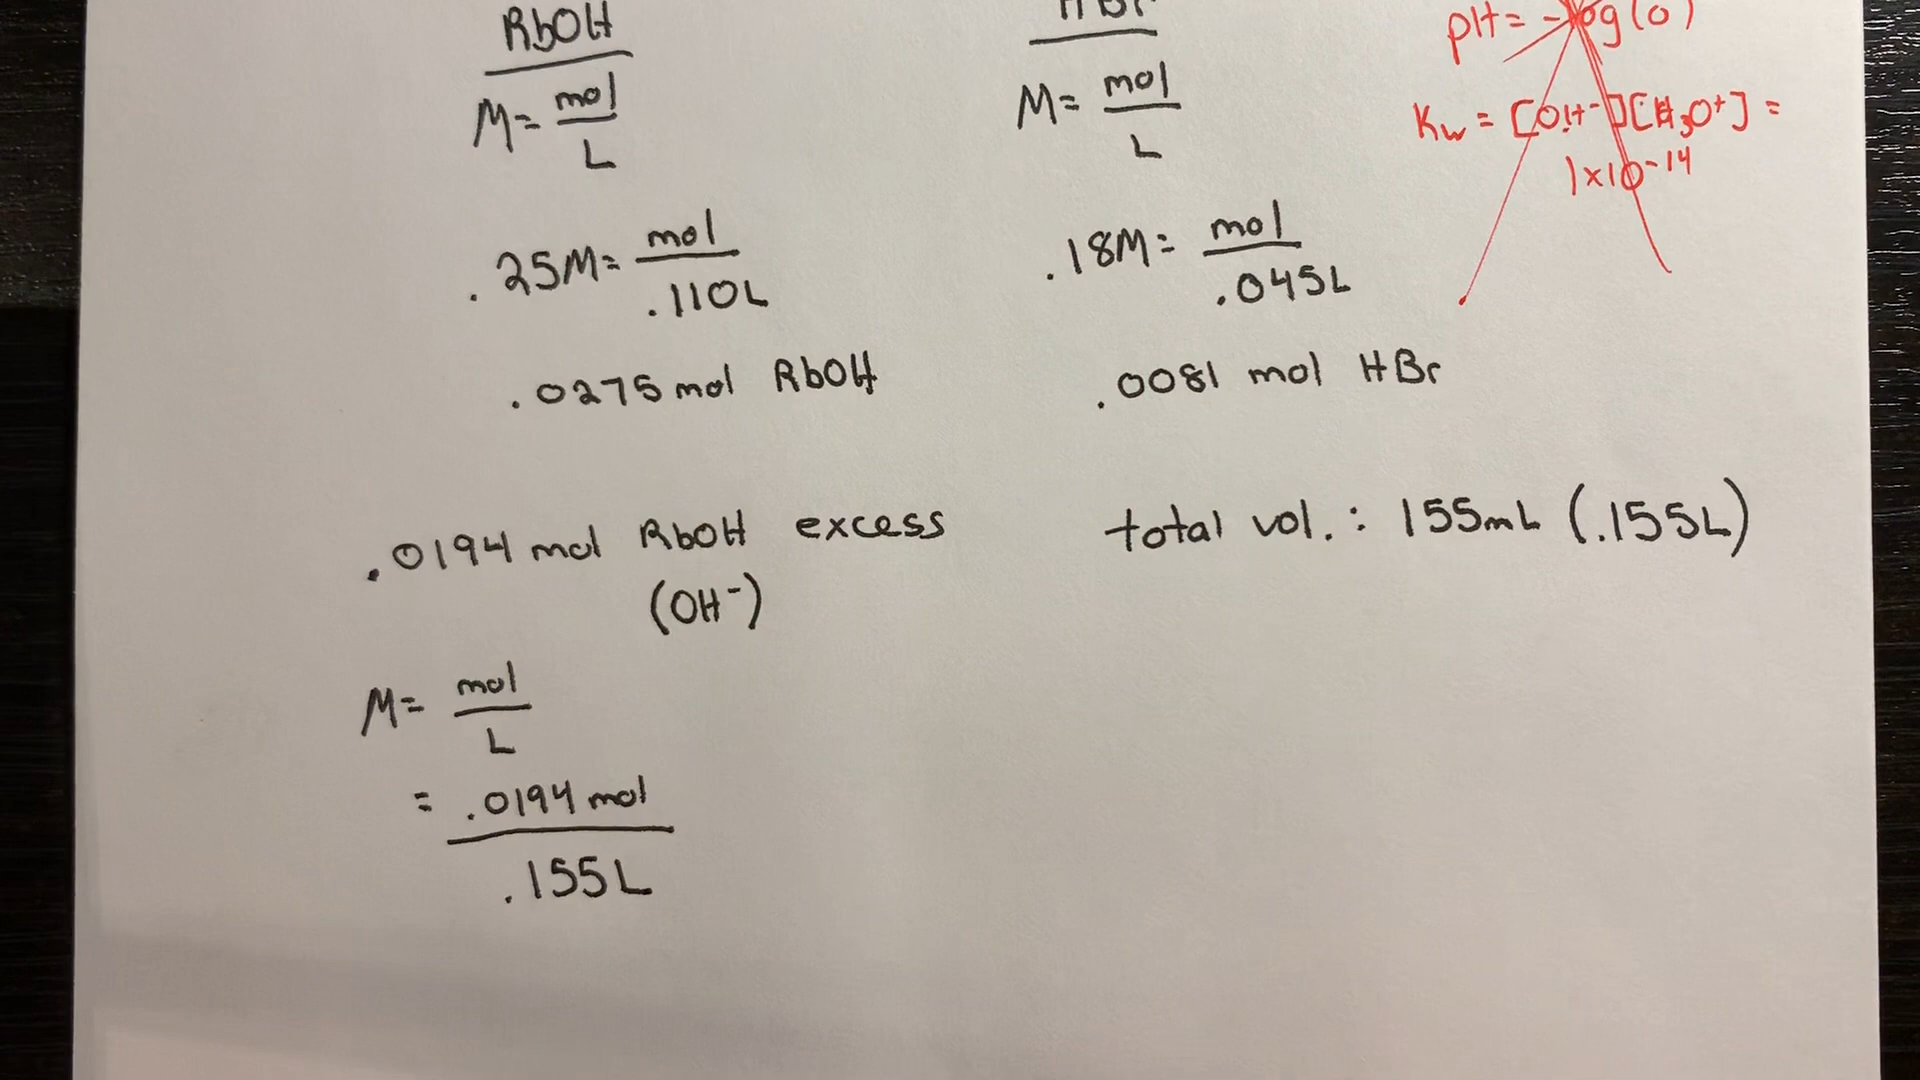 RbOH
M= mol/L
.25M= mol/.110L
.0275 mol RbOH
HBr
M= mol/L
.18M= mol/.045L
.0081 mol HBr
pH= -log(0)
Kw = [OH-][H3O+] =
1x10^-14
.0194 mol RbOH excess
(OH-)
total vol.: 155mL (.155L)
M= mol/L
= .0194 mol/.155L